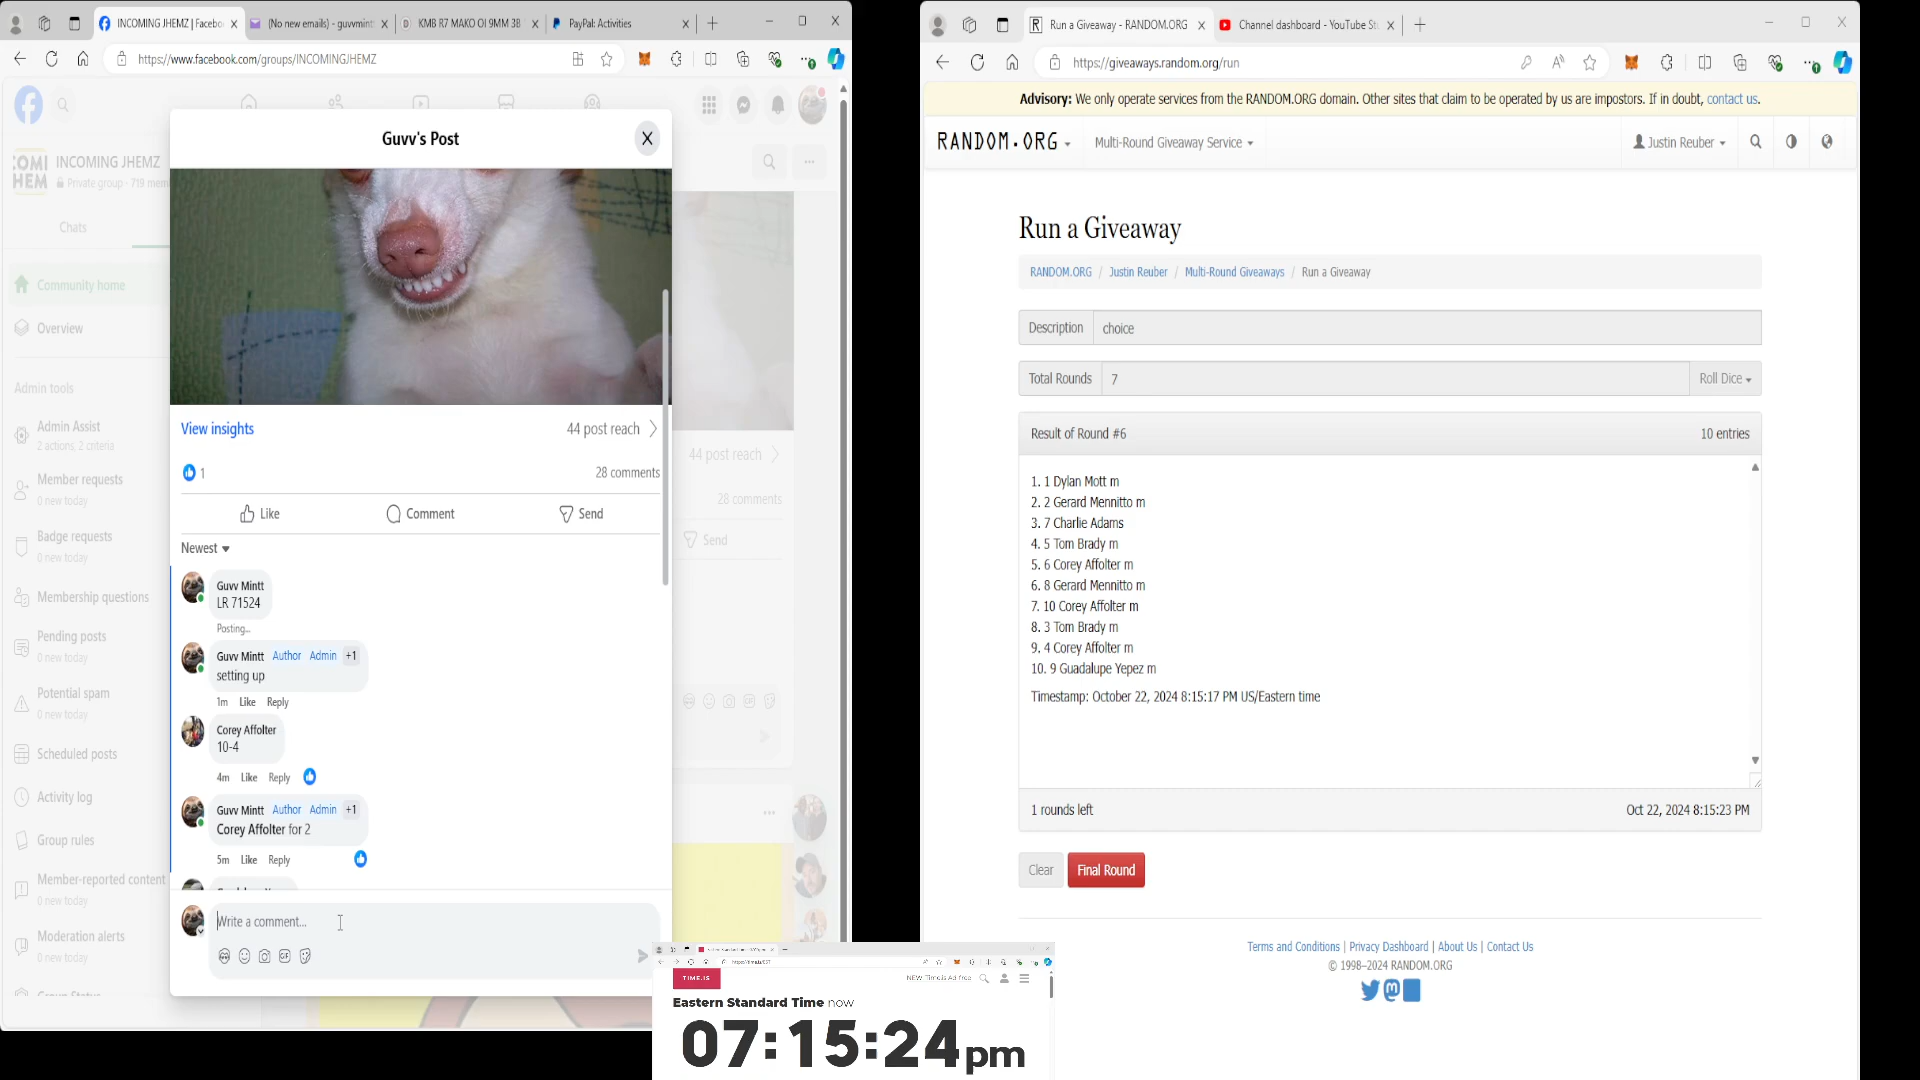 INCOMING JHEMZ | Facebo
(No new emails) - guvvmint
KMB R7 MAKO OI 9MM 3B
PayPal: Activities
https://www.facebook.com/groups/INCOMING/JHEMZ
INCOMING JHEMZ
Private group · 719 mem
Chats
Community home
Overview
Admin tools
Admin Assist
2 actions, 2 criteria
Member requests
0 new today
Badge requests
0 new today
Membership questions
Pending posts
0 new today
Potential spam
0 new today
Scheduled posts
Activity log
Group rules
Member-reported content
0 new today
Moderation alerts
0 new today
Group Status
Guvv's Post
View insights
44 post reach
1
28 comments
Like
Comment
Send
Newest
Guvv Mintt
LR 71524
Posting...
Guvv Mintt Author Admin +1
setting up
1m Like Reply
Corey Affolter
10-4
4m Like Reply
Guvv Mintt Author Admin +1
Corey Affolter for 2
5m Like Reply
Write a comment...
44 post reach
28 comments
Send
TIME.IS
NEW: Time.is Ad free
Eastern Standard Time now
07:15:24pm
Run a Giveaway - RANDOM.ORG
Channel dashboard - YouTube St
https://giveaways.random.org/run
Advisory: We only operate services from the RANDOM.ORG domain. Other sites that claim to be operated by us are impostors. If in doubt, contact us.
RANDOM.ORG
Multi-Round Giveaway Service
Justin Reuber
Run a Giveaway
RANDOM.ORG / Justin Reuber / Multi-Round Giveaways / Run a Giveaway
Description choice
Total Rounds 7 Roll Dice
Result of Round #6 10 entries
1. 1 Dylan Mott m
2. 2 Gerard Mennitto m
3. 7 Charlie Adams
4. 5 Tom Brady m
5. 6 Corey Affolter m
6. 8 Gerard Mennitto m
7. 10 Corey Affolter m
8. 3 Tom Brady m
9. 4 Corey Affolter m
10. 9 Guadalupe Yepez m
Timestamp: October 22, 2024 8:15:17 PM US/Eastern time
1 rounds left Oct 22, 2024 8:15:23 PM
Clear Final Round
Terms and Conditions | Privacy Dashboard | About Us | Contact Us
© 1998–2024 RANDOM.ORG